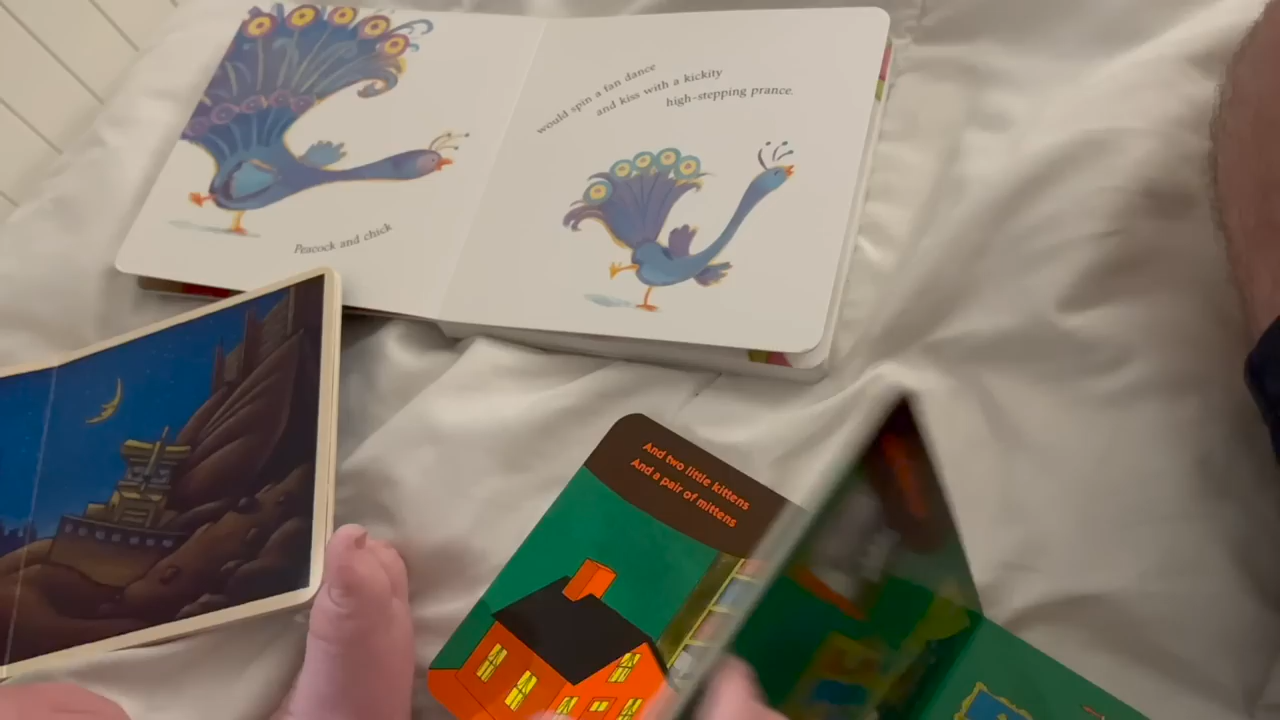 would spin a fan dance
and kiss with a kickity
high-stepping prance.
Peacock and chick
And two little kittens
And a pair of mittens